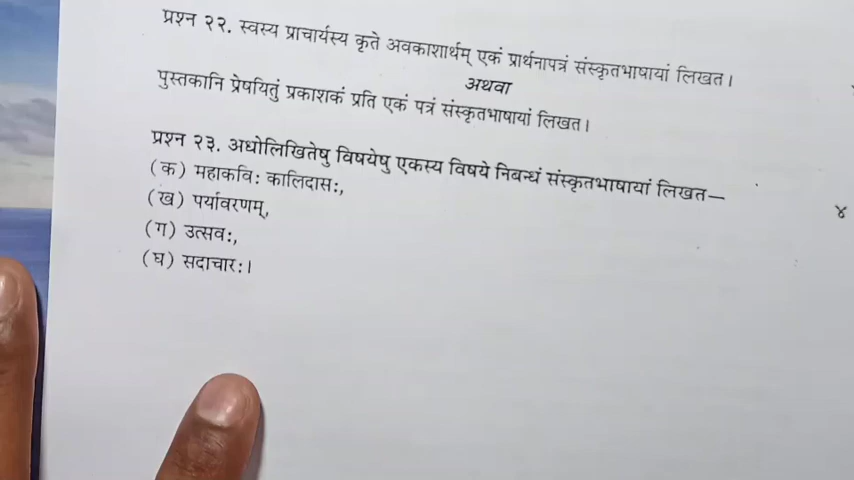 प्रश्न २२. स्वस्य प्राचार्यस्य कृते अवकाशार्थम् एकं प्रार्थनापत्रं संस्कृतभाषायां लिखत।
अथवा
पुस्तकानि प्रेषयितुं प्रकाशकं प्रति एकं पत्रं संस्कृतभाषायां लिखत।
प्रश्न २३. अधोलिखितेषु विषयेषु एकस्य विषये निबन्धं संस्कृतभाषायां लिखत—
(क) महाकविः कालिदासः,
(ख) पर्यावरणम्,
४
(ग) उत्सवः,
(घ) सदाचारः।